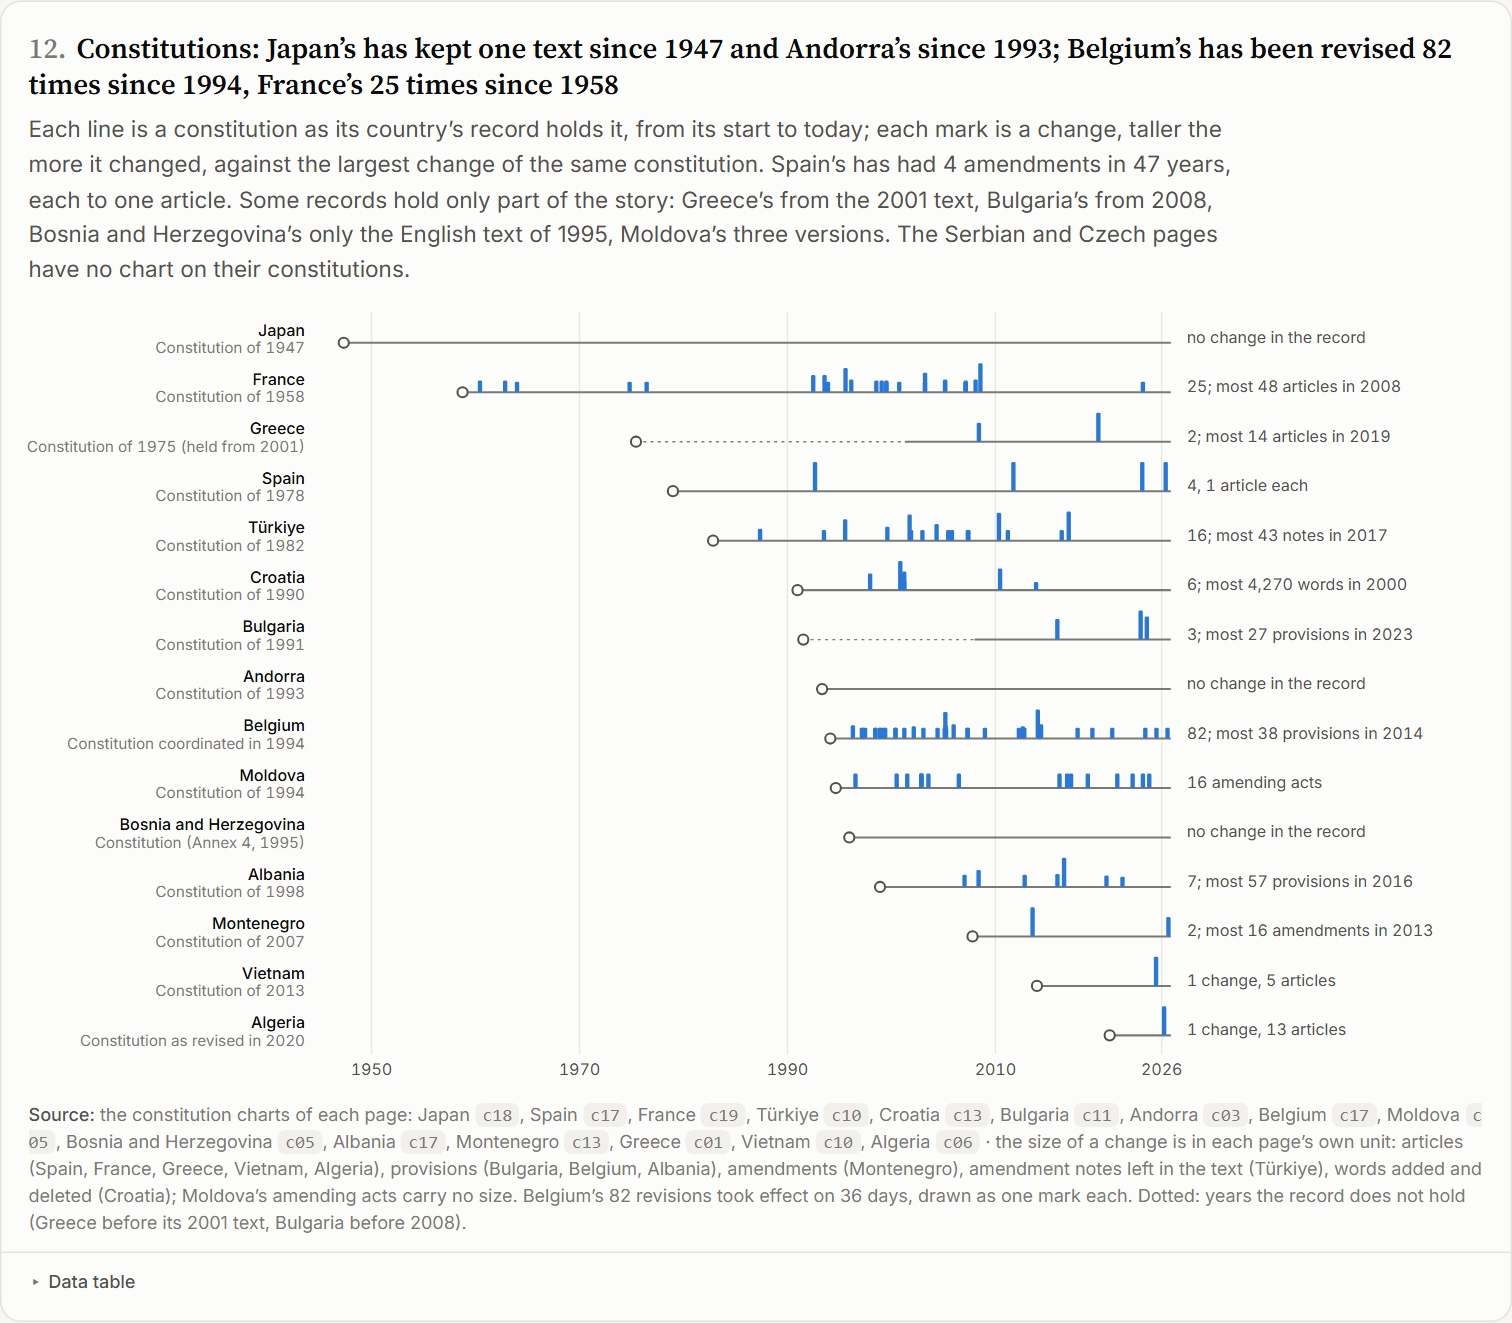 12. Constitutions: Japan’s has kept one text since 1947 and Andorra’s since 1993; Belgium’s has been revised 82
times since 1994, France’s 25 times since 1958
Each line is a constitution as its country’s record holds it, from its start to today; each mark is a change, taller the
more it changed, against the largest change of the same constitution. Spain’s has had 4 amendments in 47 years,
each to one article. Some records hold only part of the story: Greece’s from the 2001 text, Bulgaria’s from 2008,
Bosnia and Herzegovina’s only the English text of 1995, Moldova’s three versions. The Serbian and Czech pages
have no chart on their constitutions.
Japan
Constitution of 1947
no change in the record
France
Constitution of 1958
25; most 48 articles in 2008
Greece
Constitution of 1975 (held from 2001)
2; most 14 articles in 2019
Spain
Constitution of 1978
4, 1 article each
Türkiye
Constitution of 1982
16; most 43 notes in 2017
Croatia
Constitution of 1990
6; most 4,270 words in 2000
Bulgaria
Constitution of 1991
3; most 27 provisions in 2023
Andorra
Constitution of 1993
no change in the record
Belgium
Constitution coordinated in 1994
82; most 38 provisions in 2014
Moldova
Constitution of 1994
16 amending acts
Bosnia and Herzegovina
Constitution (Annex 4, 1995)
no change in the record
Albania
Constitution of 1998
7; most 57 provisions in 2016
Montenegro
Constitution of 2007
2; most 16 amendments in 2013
Vietnam
Constitution of 2013
1 change, 5 articles
Algeria
Constitution as revised in 2020
1 change, 13 articles
1950 1970 1990 2010 2026
Source: the constitution charts of each page: Japan c18, Spain c17, France c19, Türkiye c10, Croatia c13, Bulgaria c11, Andorra c03, Belgium c17, Moldova c
05, Bosnia and Herzegovina c05, Albania c17, Montenegro c13, Greece c01, Vietnam c10, Algeria c06 · the size of a change is in each page’s own unit: articles
(Spain, France, Greece, Vietnam, Algeria), provisions (Bulgaria, Belgium, Albania), amendments (Montenegro), amendment notes left in the text (Türkiye), words added and
deleted (Croatia); Moldova’s amending acts carry no size. Belgium’s 82 revisions took effect on 36 days, drawn as one mark each. Dotted: years the record does not hold
(Greece before its 2001 text, Bulgaria before 2008).
▸ Data table